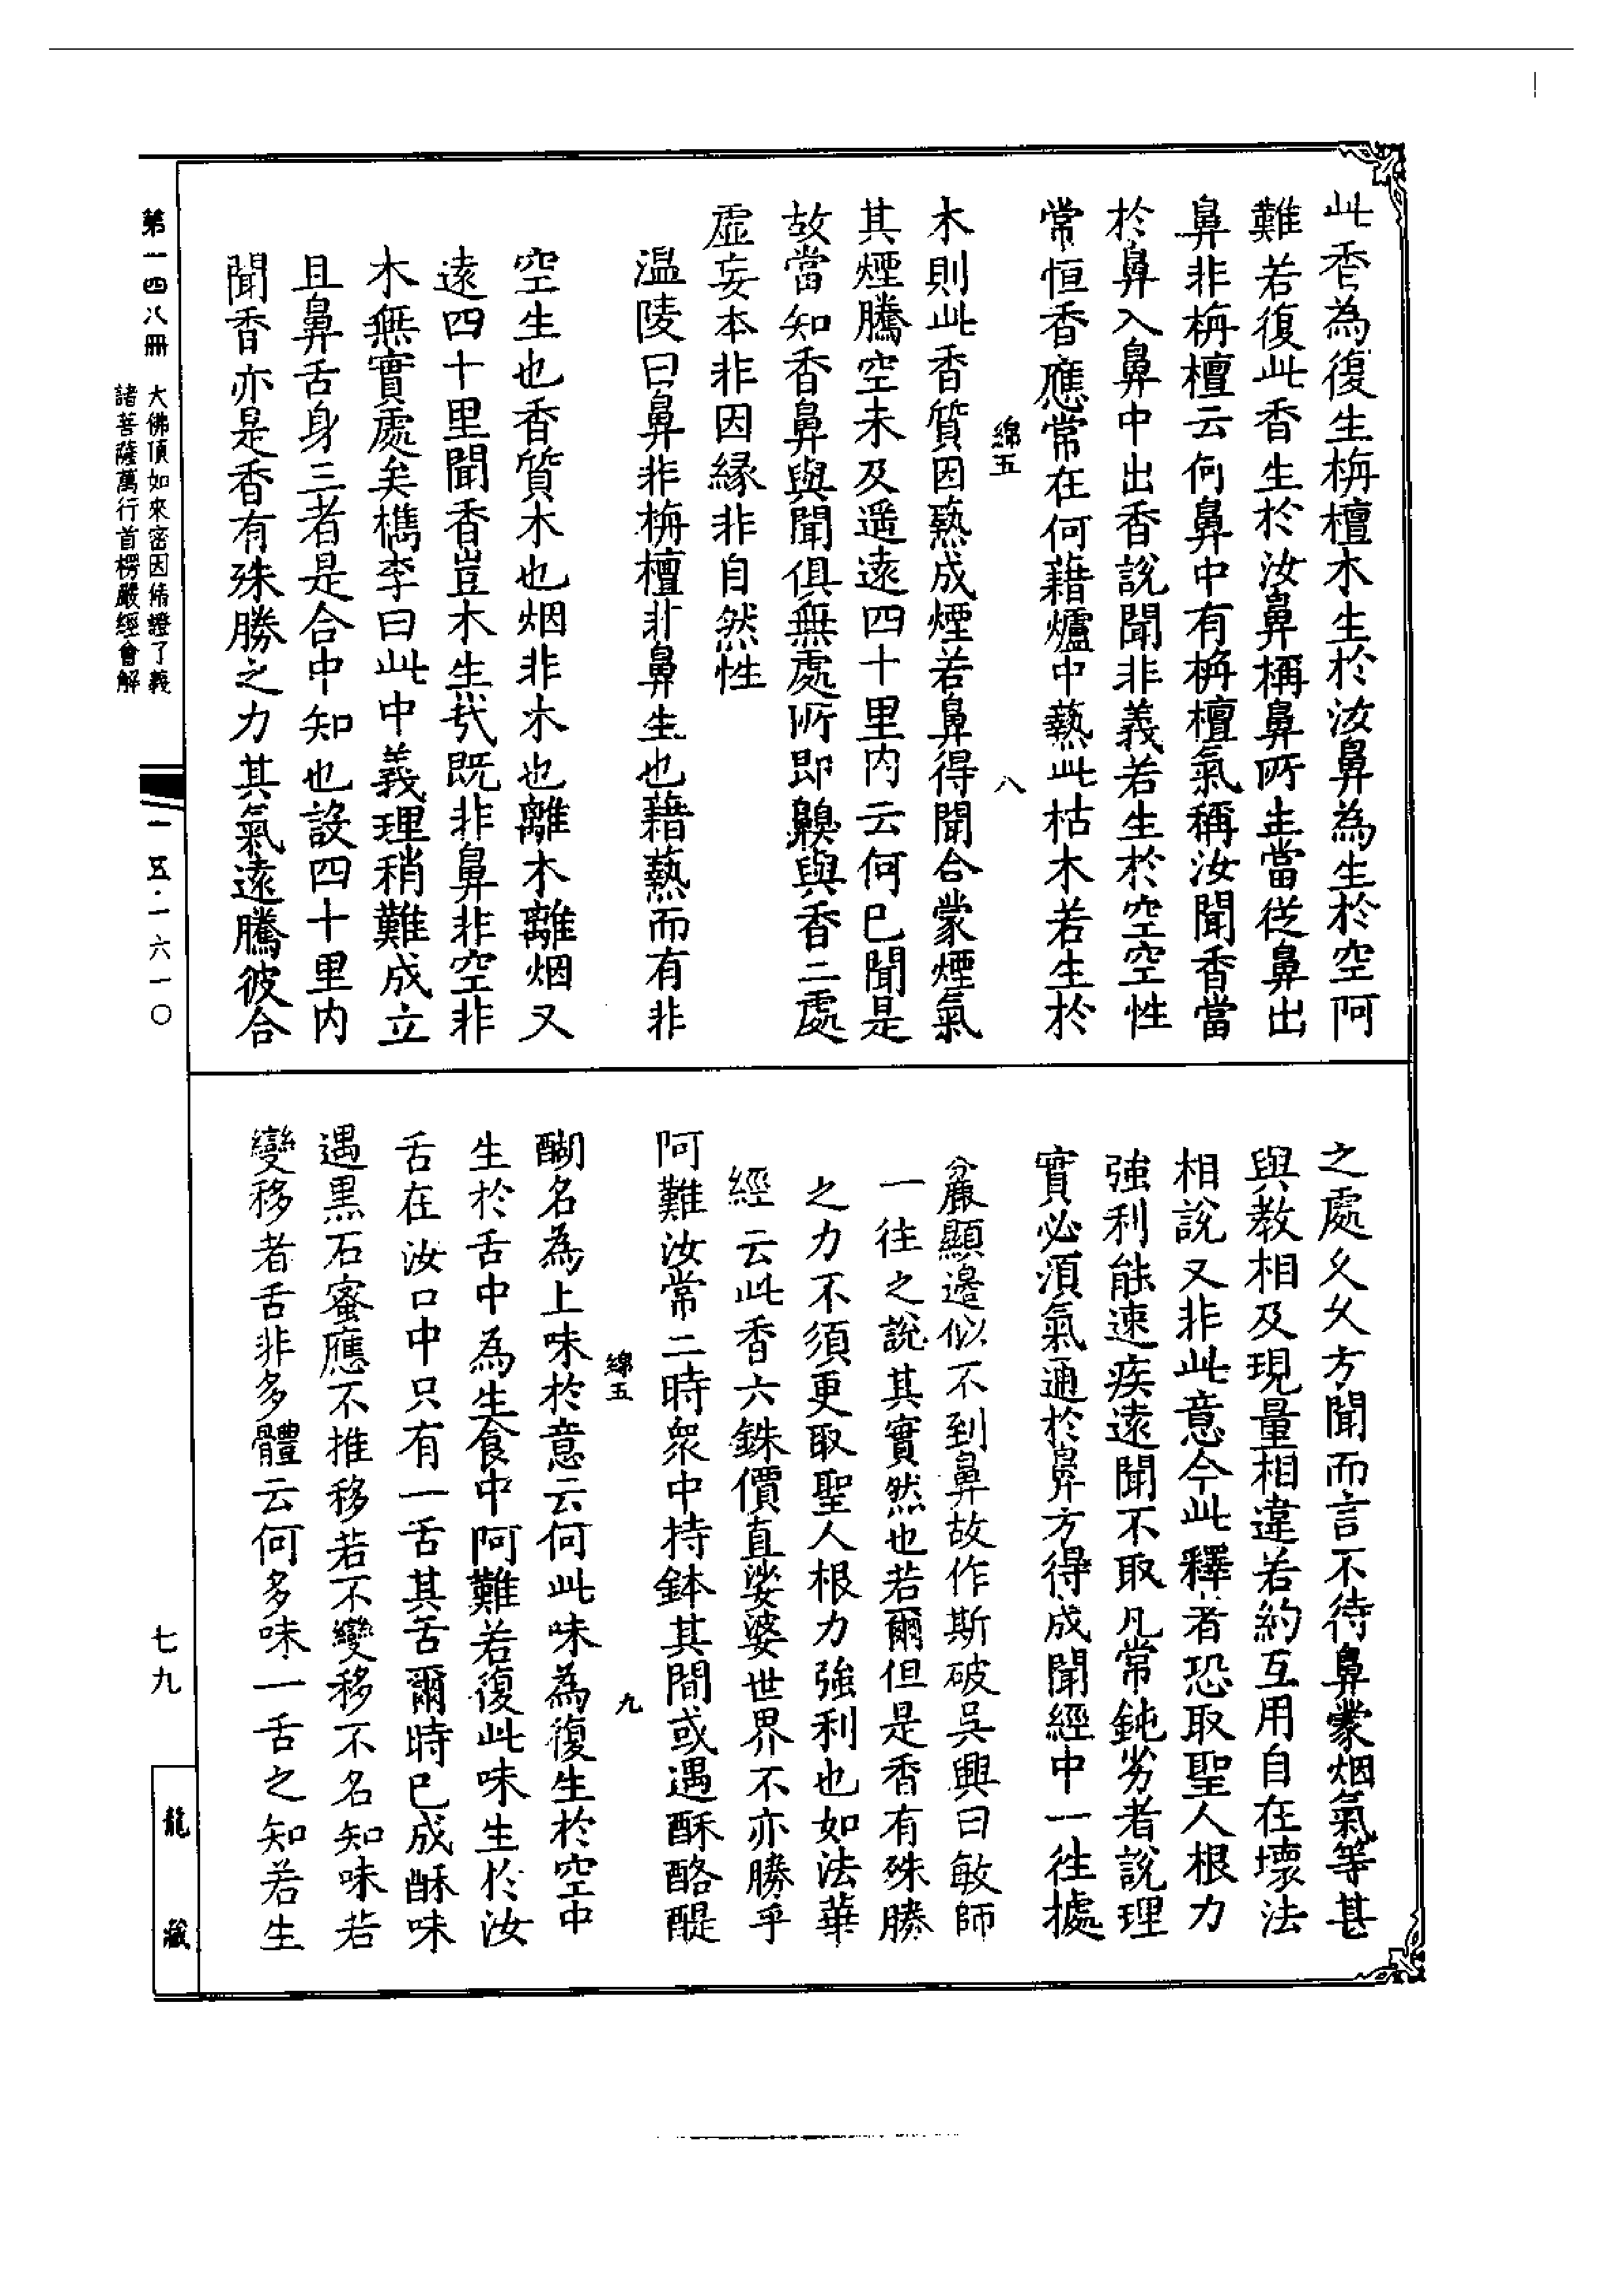 此香為復生栴檀木生於汝鼻為生於空阿
難若復此香生於汝鼻稱鼻所生當從鼻出
鼻非栴檀云何鼻中有栴檀氣稱汝聞香當
於鼻入鼻中出香說聞非義若生於空空性
常恒香應常在何藉爐中爇此枯木若生於
綿五
八
木則此香質因爇成煙若鼻得聞合蒙煙氣
其煙騰空未及遥遠四十里内云何巳聞是
故當知香鼻與聞俱無處所即齅與香二處
虛妄本非因緣非自然性
温陵曰鼻非栴檀非鼻生也藉爇而有非
空生也香質木也烟非木也離木離烟又
遠四十里聞香豈木生哉既非鼻非空非
木無實處矣檇李曰此中義理稍難成立
且鼻舌身三者是合中知也設四十里内
聞香亦是香有殊勝之力其氣遠騰彼合
第一四八冊
大佛頂如來密因脩證了義
諸菩薩萬行首楞嚴經會解
一五·一六一〇
之處久久方聞而言不待鼻蒙烟氣等甚
與教相及現量相違若約互用自在壞法
相說又非此意今此釋者恐取聖人根力
強利能速疾遠聞不取凡常鈍劣者說理
實必須氣通於鼻方得成聞經中一往據
麄顯邊似不到鼻故作斯破吳興曰敏師
一往之說其實然也若爾但是香有殊勝
之力不須更取聖人根力強利也如法華
經云此香六銖價直娑婆世界不亦勝乎
阿難汝常二時衆中持鉢其間或遇酥酪醍
綿五
九
醐名為上味於意云何此味為復生於空中
生於舌中為生食中阿難若復此味生於汝
舌在汝口中只有一舌其舌爾時巳成酥味
遇黑石蜜應不推移若不變移不名知味若
變移者舌非多體云何多味一舌之知若生
七九
龍藏